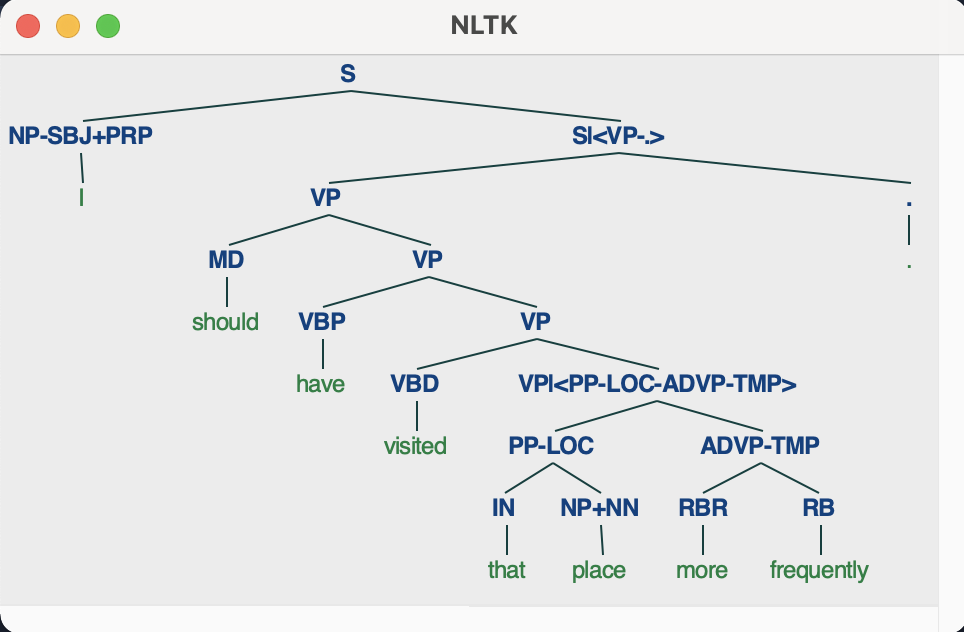 NLTK
S
NP-SBJ+PRP S|<VP-.>
I VP .
MD VP .
should VBP VP
have VBD VP|<PP-LOC-ADVP-TMP>
visited PP-LOC ADVP-TMP
IN NP+NN RBR RB
that place more frequently